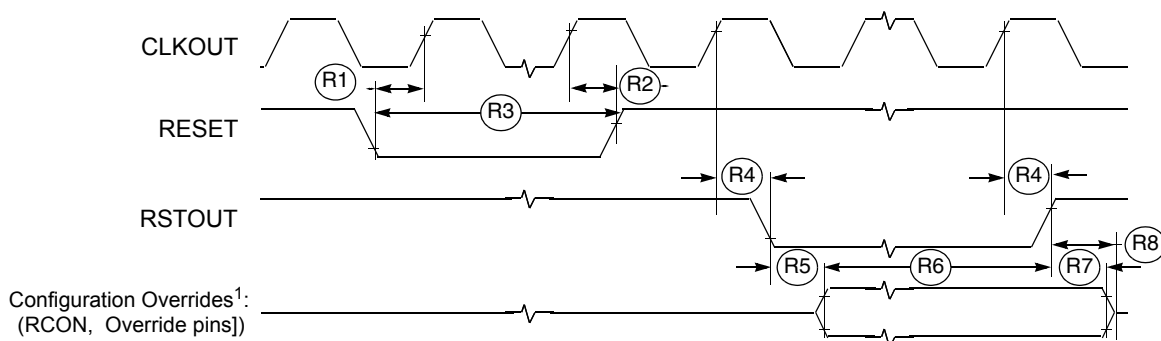 CLKOUT
R1
R2
R3
RESET
R4
R4
RSTOUT
R5
R6
R7
R8
Configuration Overrides1:
(RCON, Override pins])